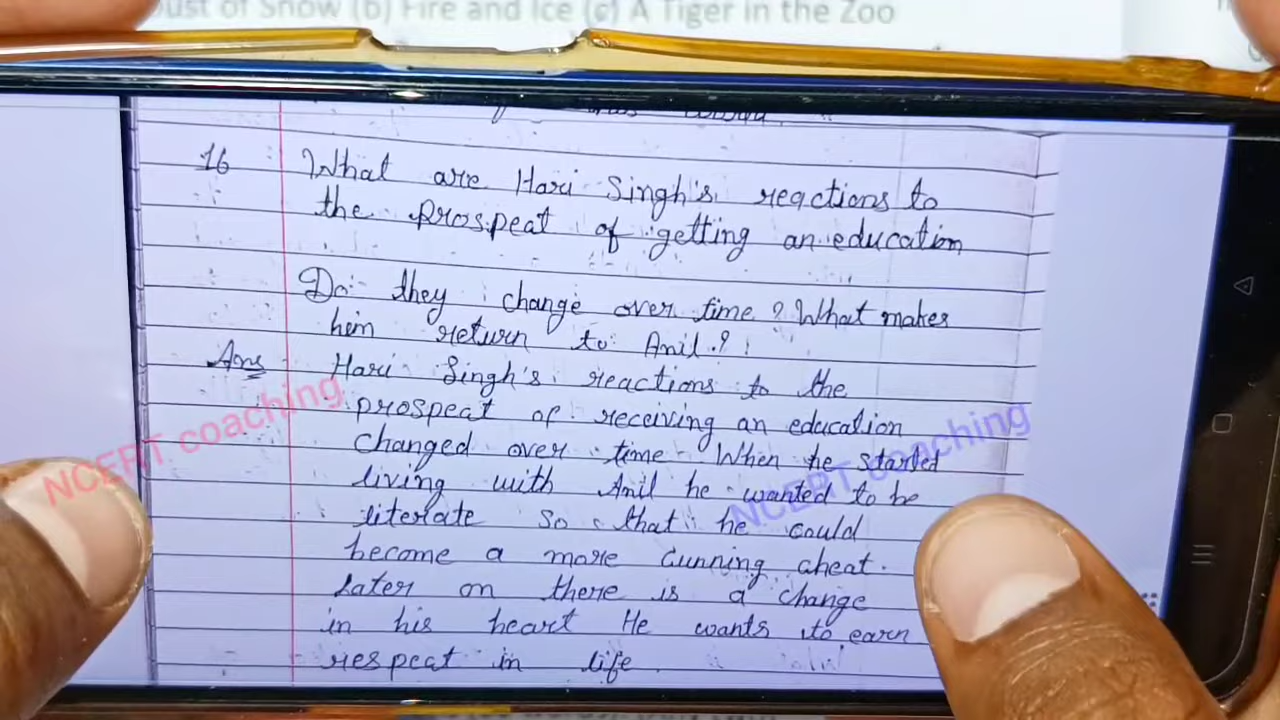 Dust of Snow (b) Fire and Ice (c) A Tiger in the Zoo
16 What are Hari Singh's reactions to
the prospeat of getting an education
Do they change over time? What makes
him return to Anil.?
Ans Hari Singh's reactions to the
prospeat of receiving an education
changed over time When he started
living with Anil he wanted to be
literate so that he could
become a more Cunning cheat.
Later on there is a change
in his heart He wants to earn
respeat in life.
NCERT coaching
NCERT coaching